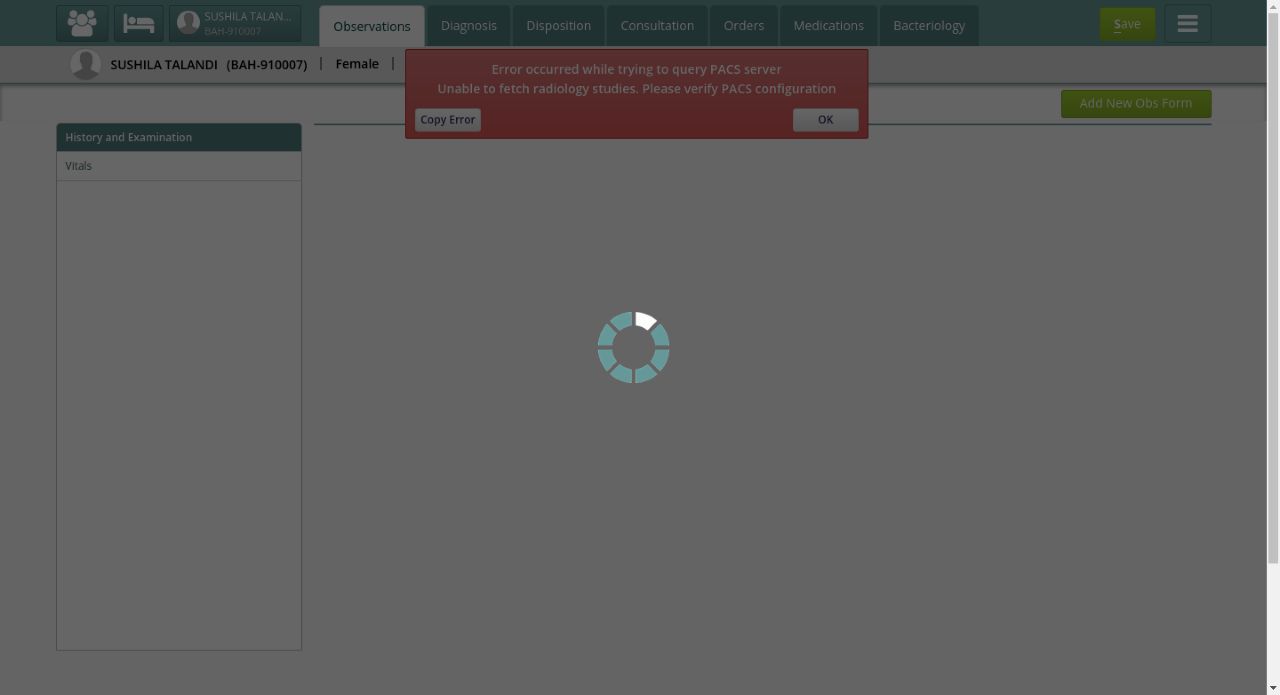 SUSHILA TALAN...
BAH-910007
Observations
Diagnosis
Disposition
Consultation
Orders
Medications
Bacteriology
Save
SUSHILA TALANDI (BAH-910007) | Female |
Error occurred while trying to query PACS server
Unable to fetch radiology studies. Please verify PACS configuration
Copy Error
OK
Add New Obs Form
History and Examination
Vitals